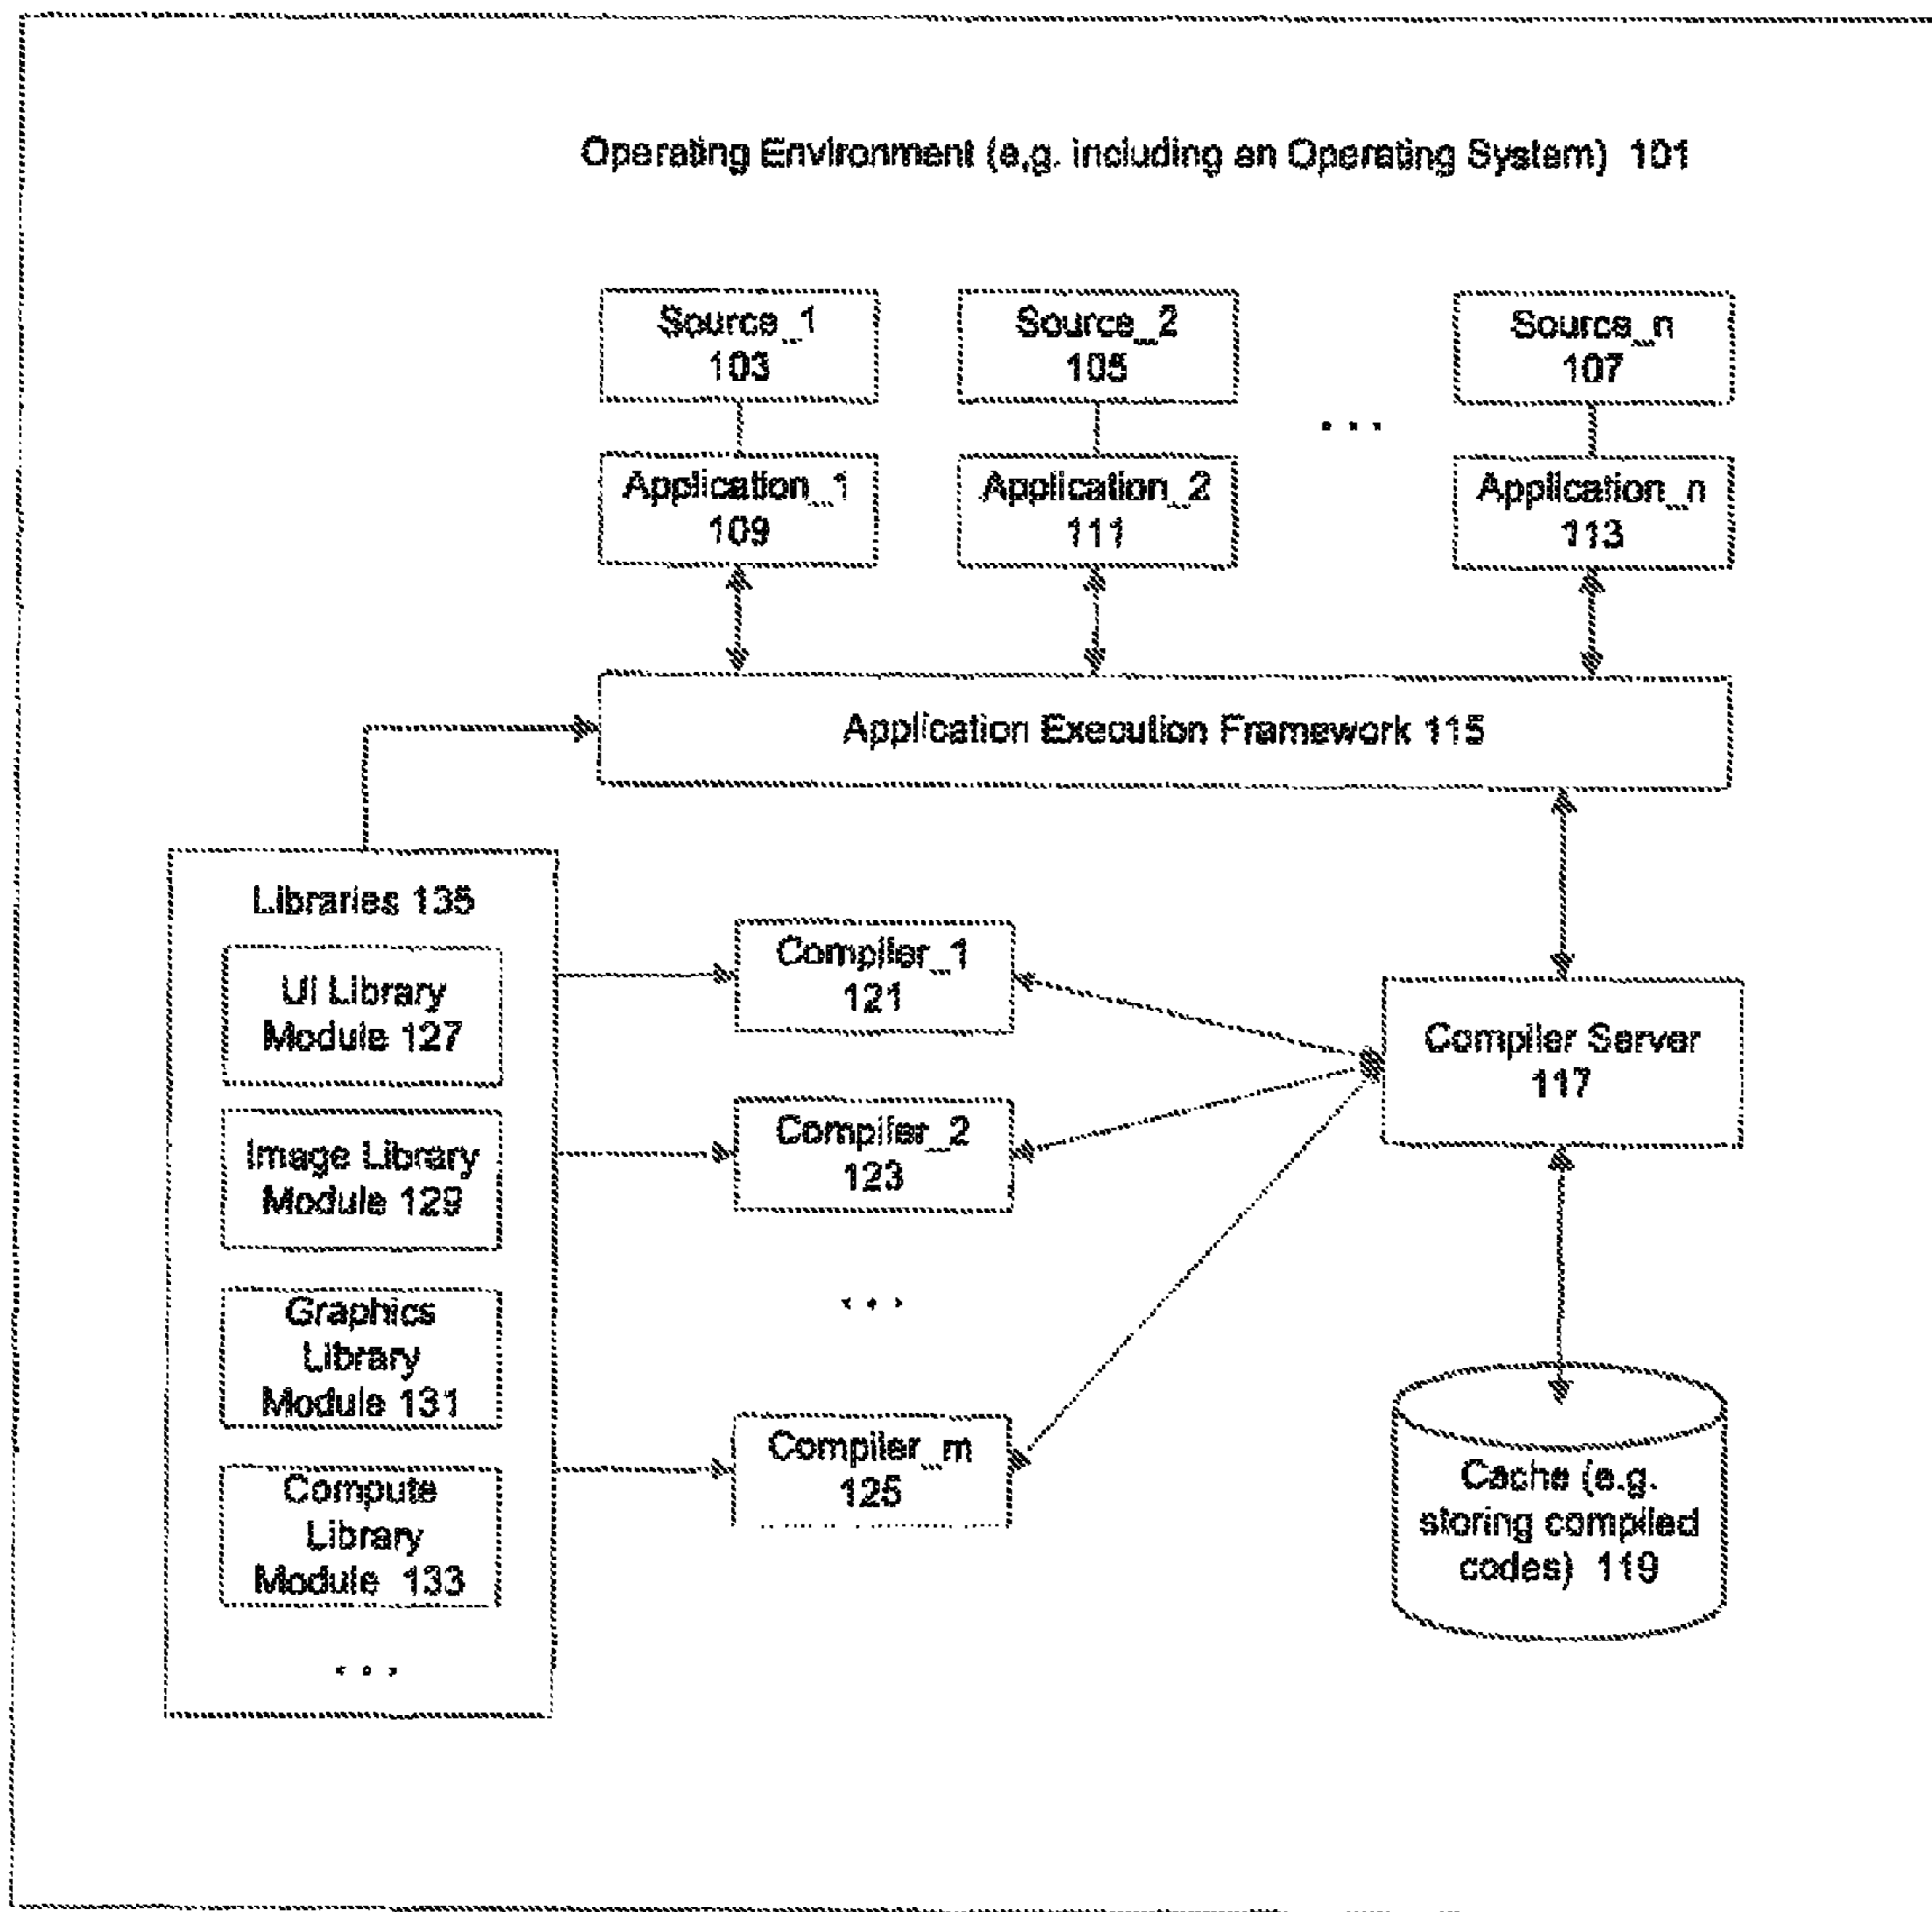 Operating Environment (e.g. including an Operating System) 101
Source_1
103
Source_2
105
Source_n
107
. . .
Application_1
109
Application_2
111
Application_n
113
Application Execution Framework 115
Libraries 135
UI Library
Module 127
Image Library
Module 129
Graphics
Library
Module 131
Compute
Library
Module 133
. . .
Compiler_1
121
Compiler_2
123
. . .
Compiler_m
125
Compiler Server
117
Cache (e.g.
storing compiled
codes) 119